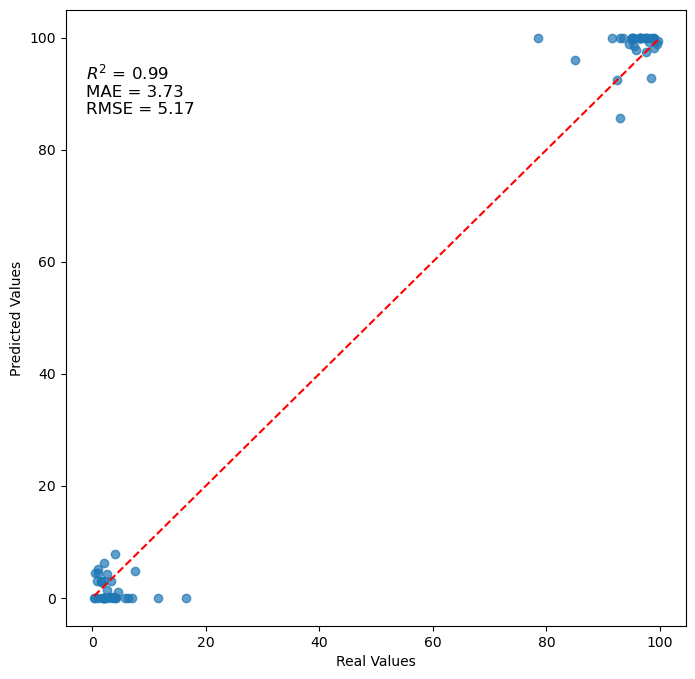 100
80
60
40
20
0
Predicted Values
R² = 0.99
MAE = 3.73
RMSE = 5.17
0 20 40 60 80 100
Real Values